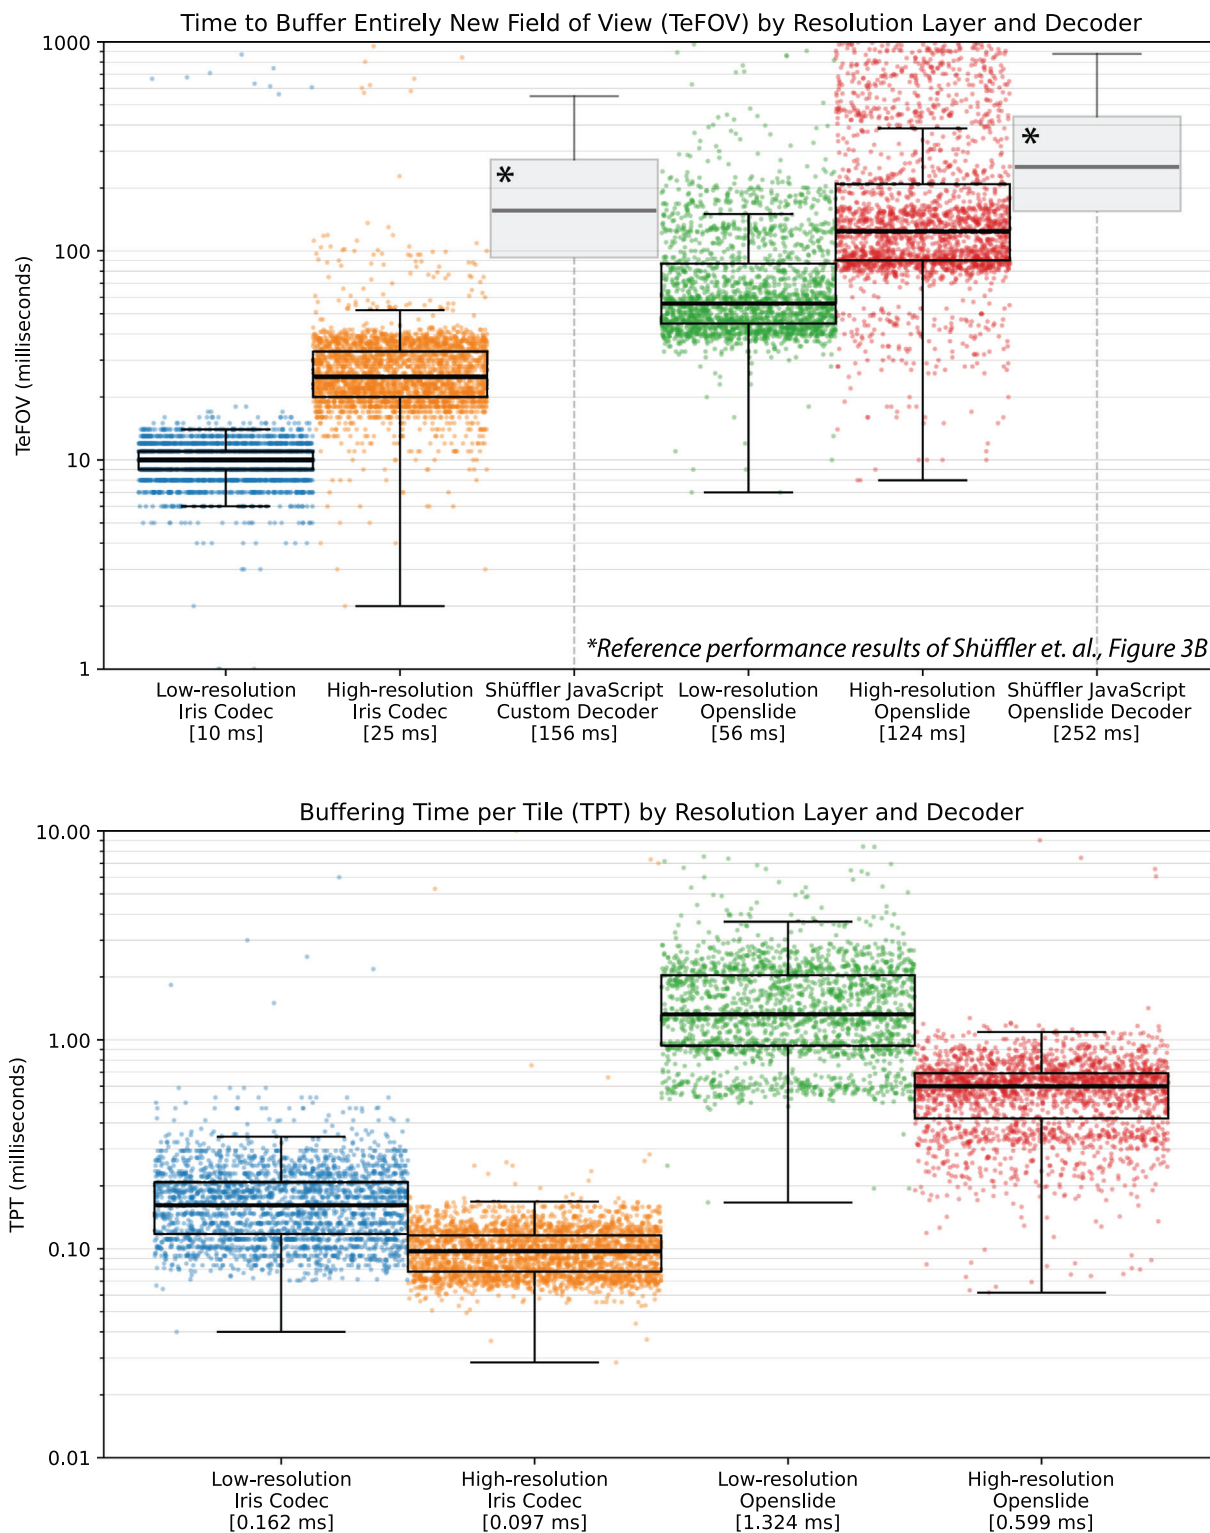 Time to Buffer Entirely New Field of View (TeFOV) by Resolution Layer and Decoder
TeFOV (milliseconds)
1000
100
10
1
*
*
*Reference performance results of Shüffler et. al., Figure 3B
Low-resolution
Iris Codec
[10 ms]
High-resolution
Iris Codec
[25 ms]
Shüffler JavaScript
Custom Decoder
[156 ms]
Low-resolution
Openslide
[56 ms]
High-resolution
Openslide
[124 ms]
Shüffler JavaScript
Openslide Decoder
[252 ms]
Buffering Time per Tile (TPT) by Resolution Layer and Decoder
TPT (milliseconds)
10.00
1.00
0.10
0.01
Low-resolution
Iris Codec
[0.162 ms]
High-resolution
Iris Codec
[0.097 ms]
Low-resolution
Openslide
[1.324 ms]
High-resolution
Openslide
[0.599 ms]